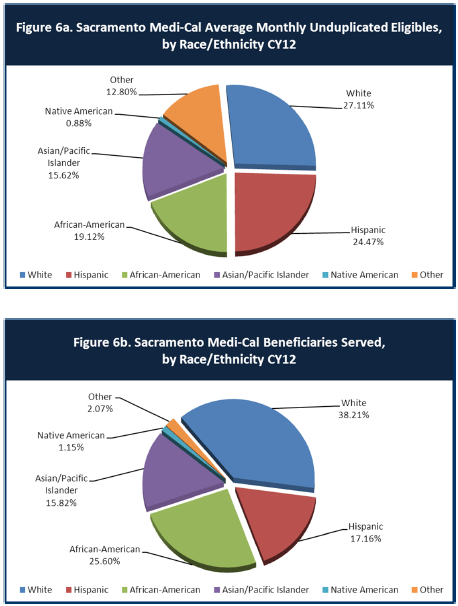 Figure 6a. Sacramento Medi-Cal Average Monthly Unduplicated Eligibles,
by Race/Ethnicity CY12
Other
12.80%
White
27.11%
Native American
0.88%
Asian/Pacific
Islander
15.62%
African-American
19.12%
Hispanic
24.47%
White Hispanic African-American Asian/Pacific Islander Native American Other
Figure 6b. Sacramento Medi-Cal Beneficiaries Served,
by Race/Ethnicity CY12
Other
2.07%
White
38.21%
Native American
1.15%
Asian/Pacific
Islander
15.82%
Hispanic
17.16%
African-American
25.60%
White Hispanic African-American Asian/Pacific Islander Native American Other